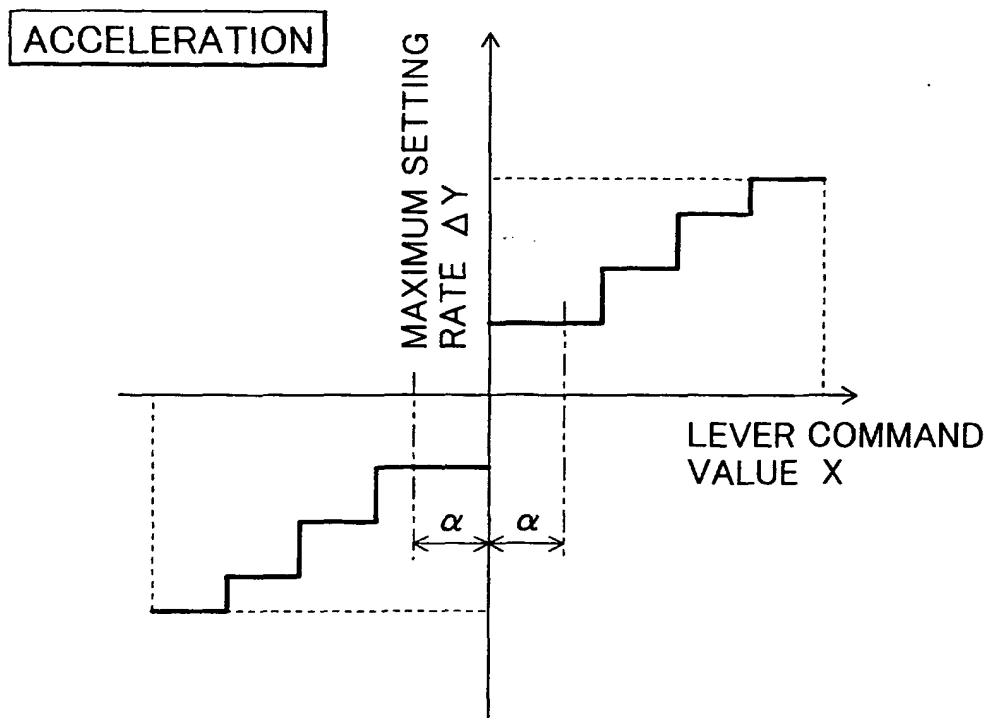 ACCELERATION
MAXIMUM SETTING
RATE ΔY
LEVER COMMAND
VALUE X
α
α